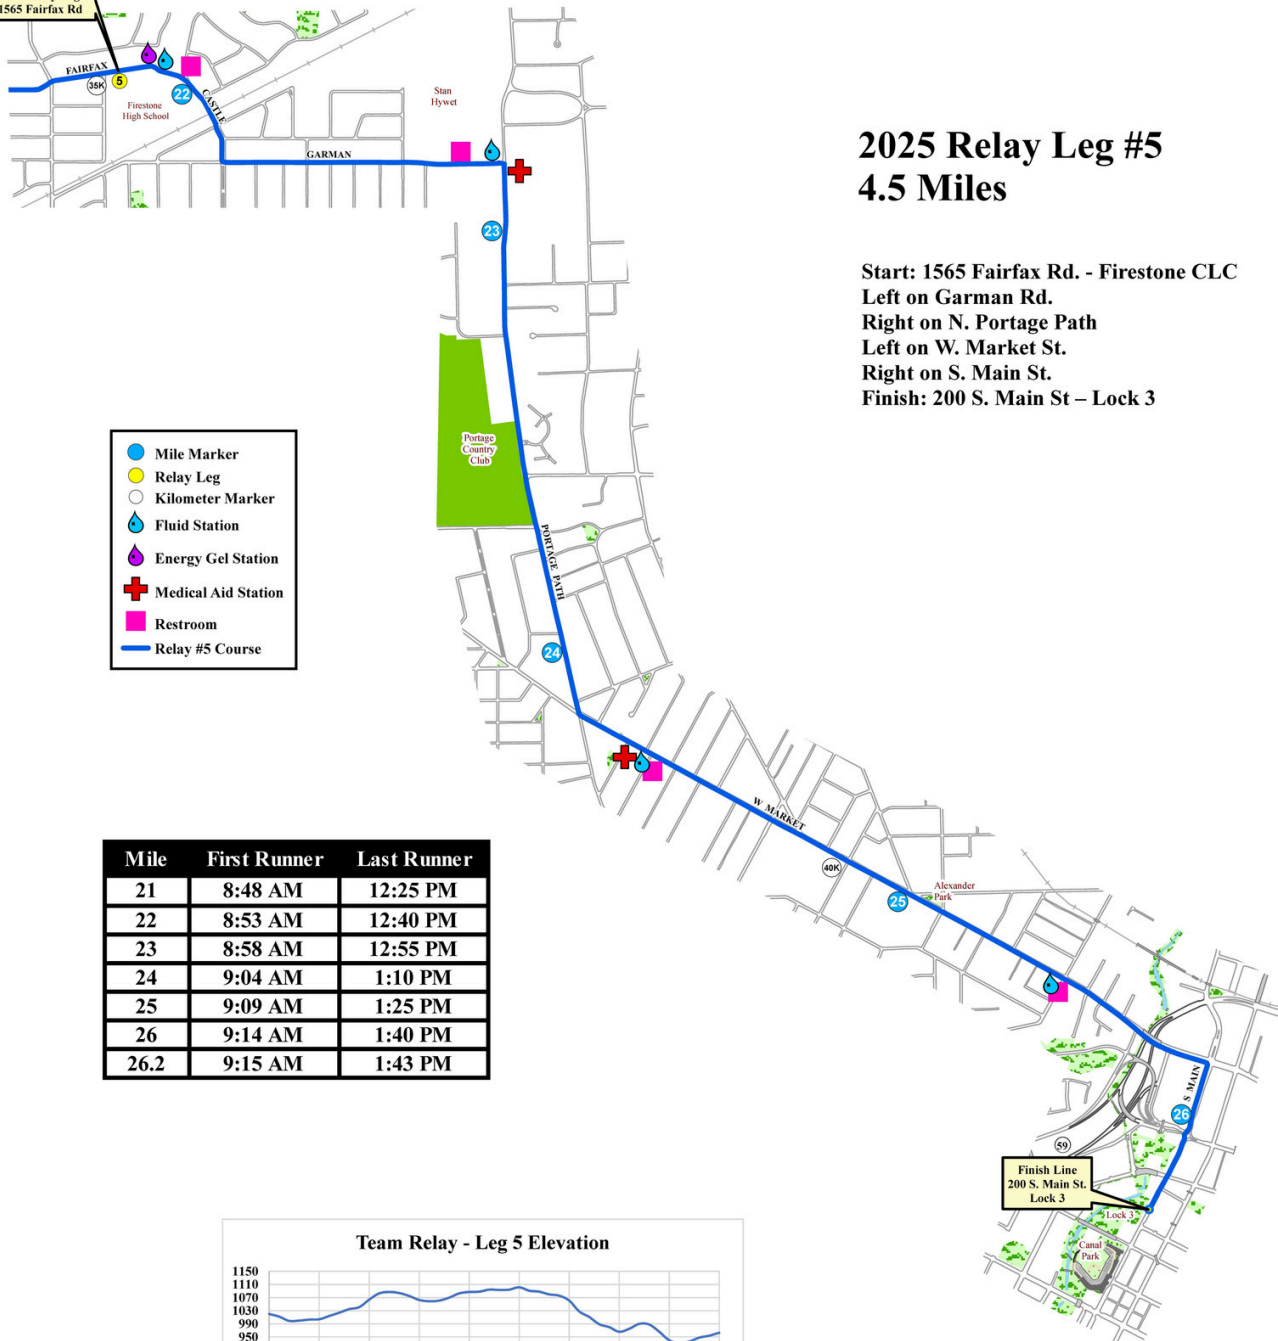 1565 Fairfax Rd
FAIRFAX
35K
5
22
CASTLE
Firestone
High School
GARMAN
Stan
Hywet
23
2025 Relay Leg #5
4.5 Miles
Start: 1565 Fairfax Rd. - Firestone CLC
Left on Garman Rd.
Right on N. Portage Path
Left on W. Market St.
Right on S. Main St.
Finish: 200 S. Main St – Lock 3
Portage
Country
Club
PORTAGE PATH
24
Mile Marker
Relay Leg
Kilometer Marker
Fluid Station
Energy Gel Station
Medical Aid Station
Restroom
Relay #5 Course
W MARKET
40K
25
Alexander
Park
Mile First Runner Last Runner
21 8:48 AM 12:25 PM
22 8:53 AM 12:40 PM
23 8:58 AM 12:55 PM
24 9:04 AM 1:10 PM
25 9:09 AM 1:25 PM
26 9:14 AM 1:40 PM
26.2 9:15 AM 1:43 PM
S MAIN
26
59
Finish Line
200 S. Main St.
Lock 3
Lock 3
Canal
Park
Team Relay - Leg 5 Elevation
1150
1110
1070
1030
990
950